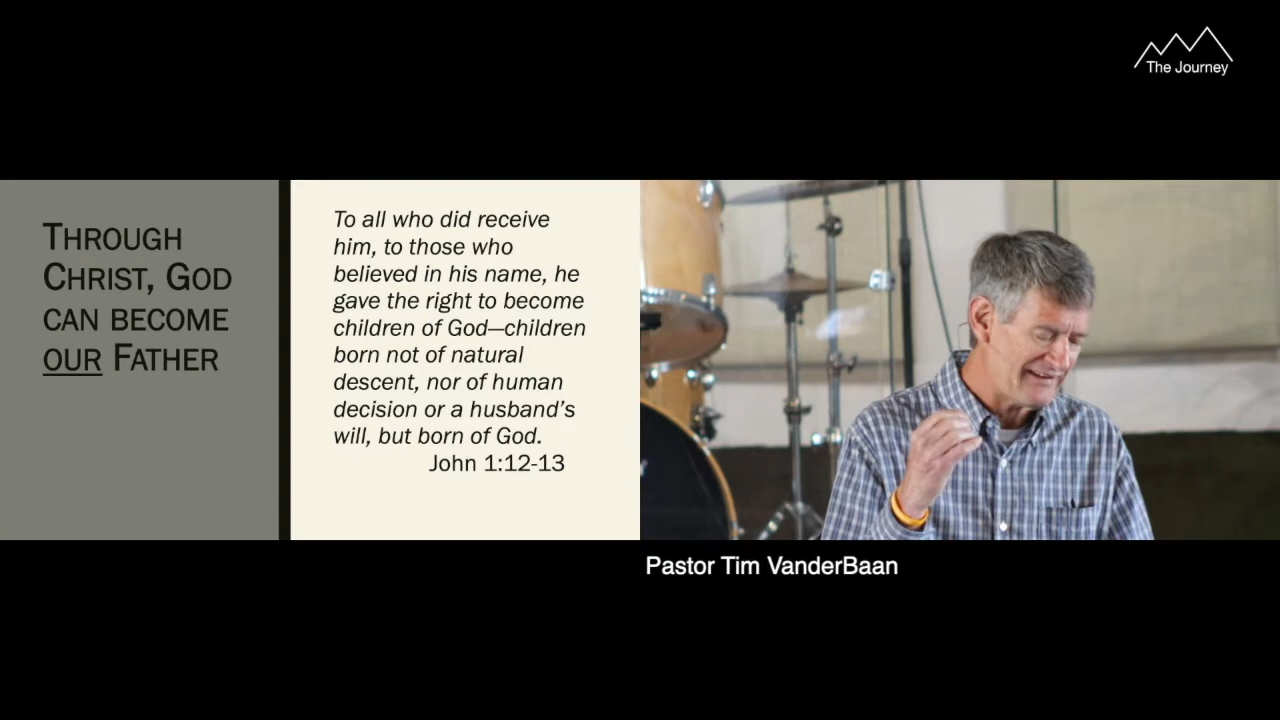 The Journey
THROUGH
CHRIST, GOD
CAN BECOME
OUR FATHER
To all who did receive
him, to those who
believed in his name, he
gave the right to become
children of God—children
born not of natural
descent, nor of human
decision or a husband's
will, but born of God.
John 1:12-13
Pastor Tim VanderBaan